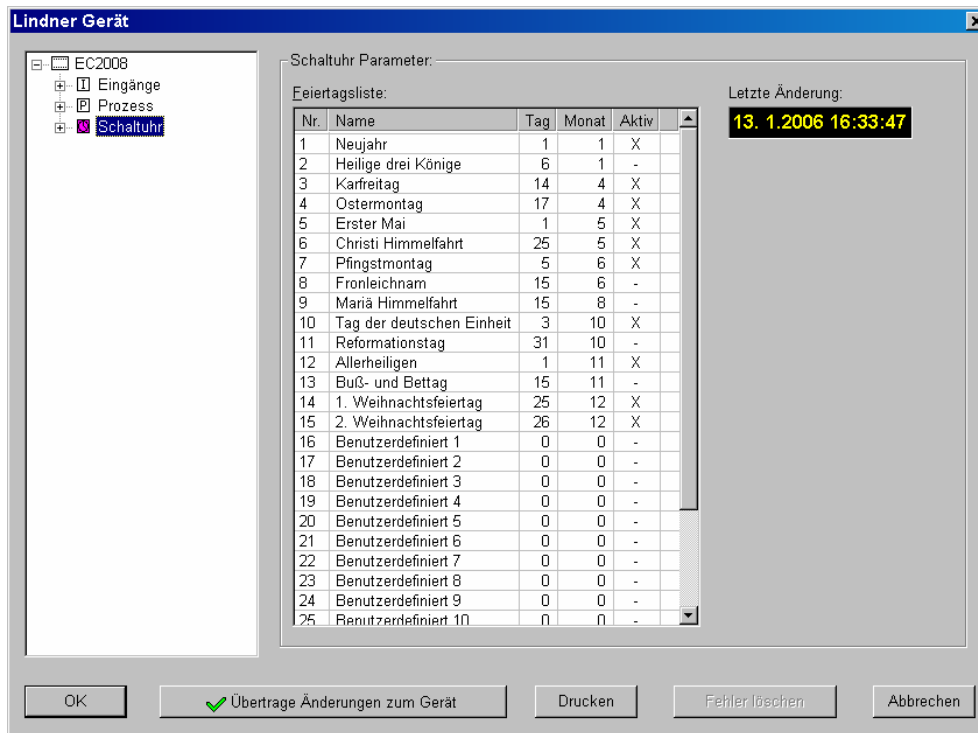 Lindner Gerät
EC2008
I Eingänge
P Prozess
Schaltuhr
Schaltuhr Parameter:
Feiertagsliste:
Nr. Name Tag Monat Aktiv
1 Neujahr 1 1 X
2 Heilige drei Könige 6 1 -
3 Karfreitag 14 4 X
4 Ostermontag 17 4 X
5 Erster Mai 1 5 X
6 Christi Himmelfahrt 25 5 X
7 Pfingstmontag 5 6 X
8 Fronleichnam 15 6 -
9 Mariä Himmelfahrt 15 8 -
10 Tag der deutschen Einheit 3 10 X
11 Reformationstag 31 10 -
12 Allerheiligen 1 11 X
13 Buß- und Bettag 15 11 -
14 1. Weihnachtsfeiertag 25 12 X
15 2. Weihnachtsfeiertag 26 12 X
16 Benutzerdefiniert 1 0 0 -
17 Benutzerdefiniert 2 0 0 -
18 Benutzerdefiniert 3 0 0 -
19 Benutzerdefiniert 4 0 0 -
20 Benutzerdefiniert 5 0 0 -
21 Benutzerdefiniert 6 0 0 -
22 Benutzerdefiniert 7 0 0 -
23 Benutzerdefiniert 8 0 0 -
24 Benutzerdefiniert 9 0 0 -
25 Benutzerdefiniert 10 0 0 -
Letzte Änderung:
13. 1.2006 16:33:47
OK
Übertrage Änderungen zum Gerät
Drucken
Fehler löschen
Abbrechen